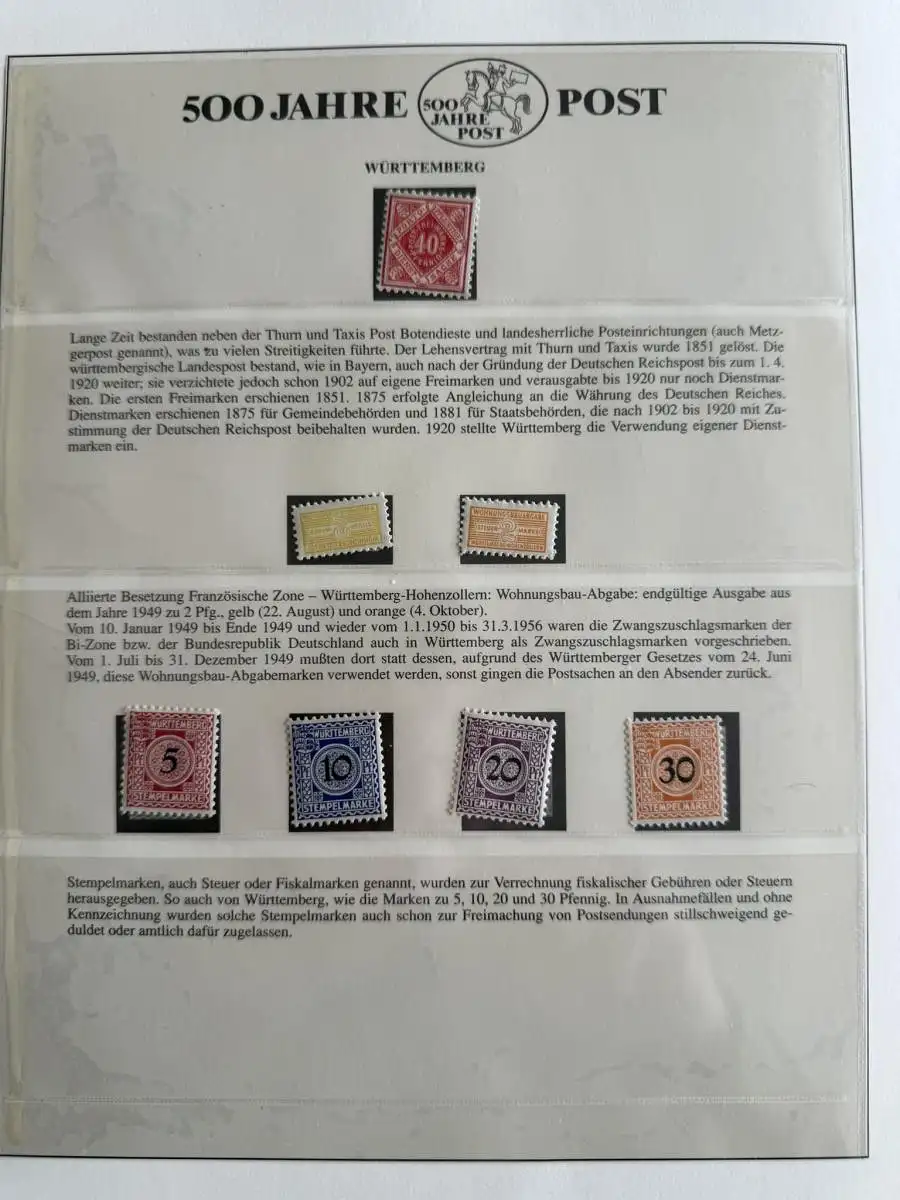 500 JAHRE POST
500
JAHRE
POST
WÜRTTEMBERG
40
Lange Zeit bestanden neben der Thurn und Taxis Post Botendienste und landesherrliche Posteinrichtungen (auch Metz-
gerpost genannt), was zu vielen Streitigkeiten führte. Der Lehensvertrag mit Thurn und Taxis wurde 1851 gelöst. Die
württembergische Landespost bestand, wie in Bayern, auch nach der Gründung der Deutschen Reichspost bis zum 1. 4.
1920 weiter; sie verzichtete jedoch schon 1902 auf eigene Freimarken und verausgabte bis 1920 nur noch Dienstmar-
ken. Die ersten Freimarken erschienen 1851. 1875 erfolgte Angleichung an die Währung des Deutschen Reiches.
Dienstmarken erschienen 1875 für Gemeindebehörden und 1881 für Staatsbehörden, die nach 1902 bis 1920 mit Zu-
stimmung der Deutschen Reichspost beibehalten wurden. 1920 stellte Württemberg die Verwendung eigener Dienst-
marken ein.
WOHNUNGSBAUABGABE
2
STEUER MARKE
Alliierte Besetzung Französische Zone – Württemberg-Hohenzollern: Wohnungsbau-Abgabe: endgültige Ausgabe aus
dem Jahre 1949 zu 2 Pfg., gelb (22. August) und orange (4. Oktober).
Vom 10. Januar 1949 bis Ende 1949 und wieder vom 1.1.1950 bis 31.3.1956 waren die Zwangszuschlagsmarken der
Bi-Zone bzw. der Bundesrepublik Deutschland auch in Württemberg als Zwangszuschlagsmarken vorgeschrieben.
Vom 1. Juli bis 31. Dezember 1949 mußten dort statt dessen, aufgrund des Württemberger Gesetzes vom 24. Juni
1949, diese Wohnungsbau-Abgabemarken verwendet werden, sonst gingen die Postsachen an den Absender zurück.
WÜRTTEMBERG
5
STEMPELMARKE
WÜRTTEMBERG
10
STEMPELMARKE
WÜRTTEMBERG
20
STEMPELMARKE
WÜRTTEMBERG
30
STEMPELMARKE
Stempelmarken, auch Steuer oder Fiskalmarken genannt, wurden zur Verrechnung fiskalischer Gebühren oder Steuern
herausgegeben. So auch von Württemberg, wie die Marken zu 5, 10, 20 und 30 Pfennig. In Ausnahmefällen und ohne
Kennzeichnung wurden solche Stempelmarken auch schon zur Freimachung von Postsendungen stillschweigend ge-
duldet oder amtlich dafür zugelassen.